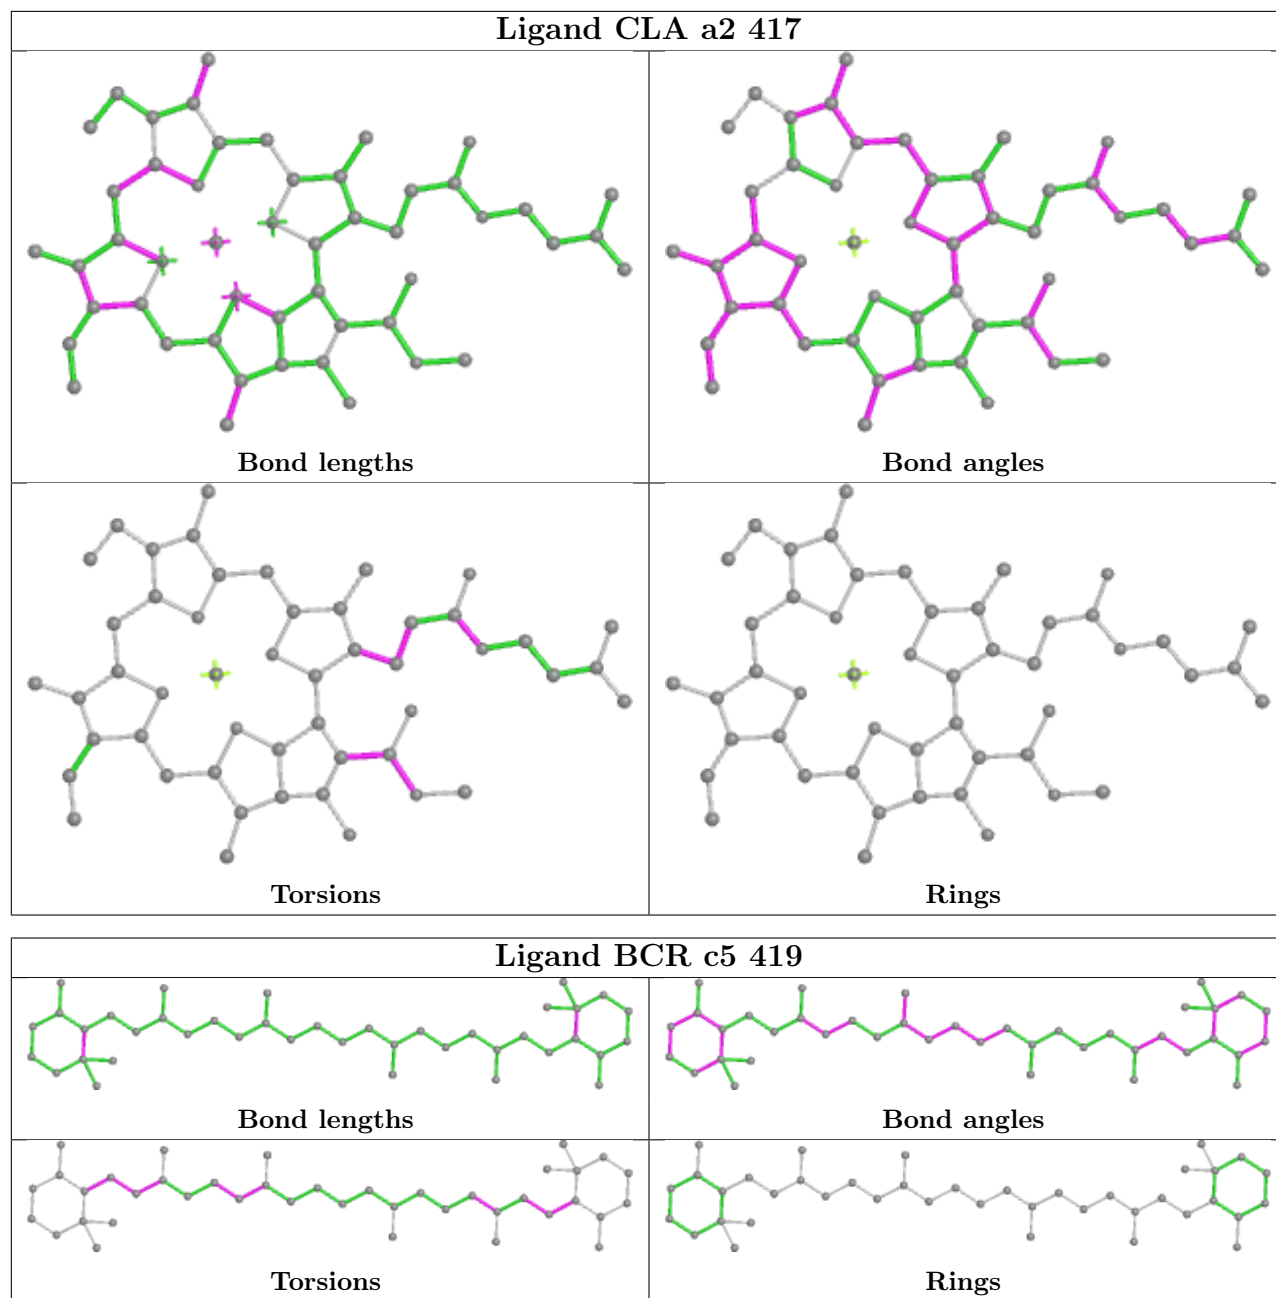 Ligand CLA a2 417
Bond lengths
Bond angles
Torsions
Rings
Ligand BCR c5 419
Bond lengths
Bond angles
Torsions
Rings